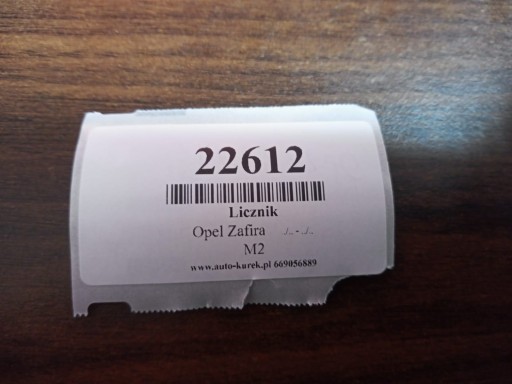 22612
Licznik
Opel Zafira _/_-_/_
M2
www.auto-kurek.pl 669056889